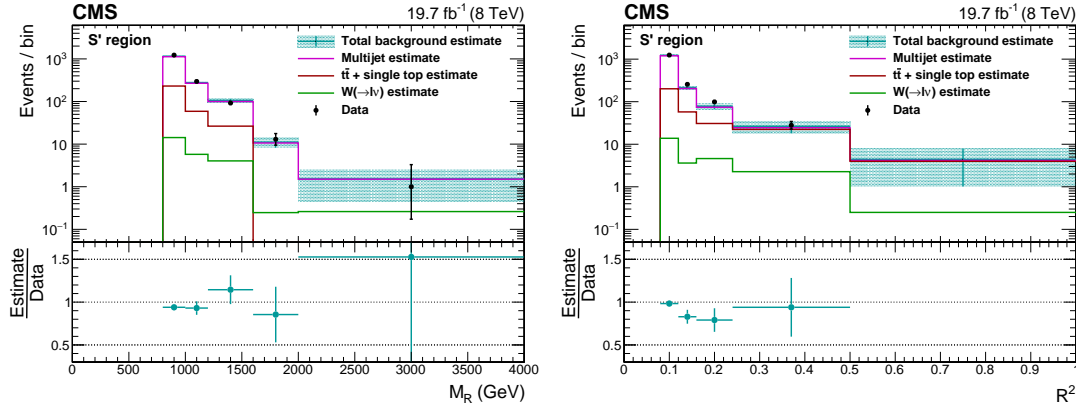 CMS
19.7 fb⁻¹ (8 TeV)
S' region
Total background estimate
Multijet estimate
tt̄ + single top estimate
W(→lν) estimate
Data
Events / bin
10³
10²
10
1
10⁻¹
Estimate
Data
1.5
1
0.5
0 500 1000 1500 2000 2500 3000 3500 4000
M_R (GeV)
CMS
19.7 fb⁻¹ (8 TeV)
S' region
Total background estimate
Multijet estimate
tt̄ + single top estimate
W(→lν) estimate
Data
Events / bin
10³
10²
10
1
10⁻¹
Estimate
Data
1.5
1
0.5
0 0.1 0.2 0.3 0.4 0.5 0.6 0.7 0.8 0.9 1
R²